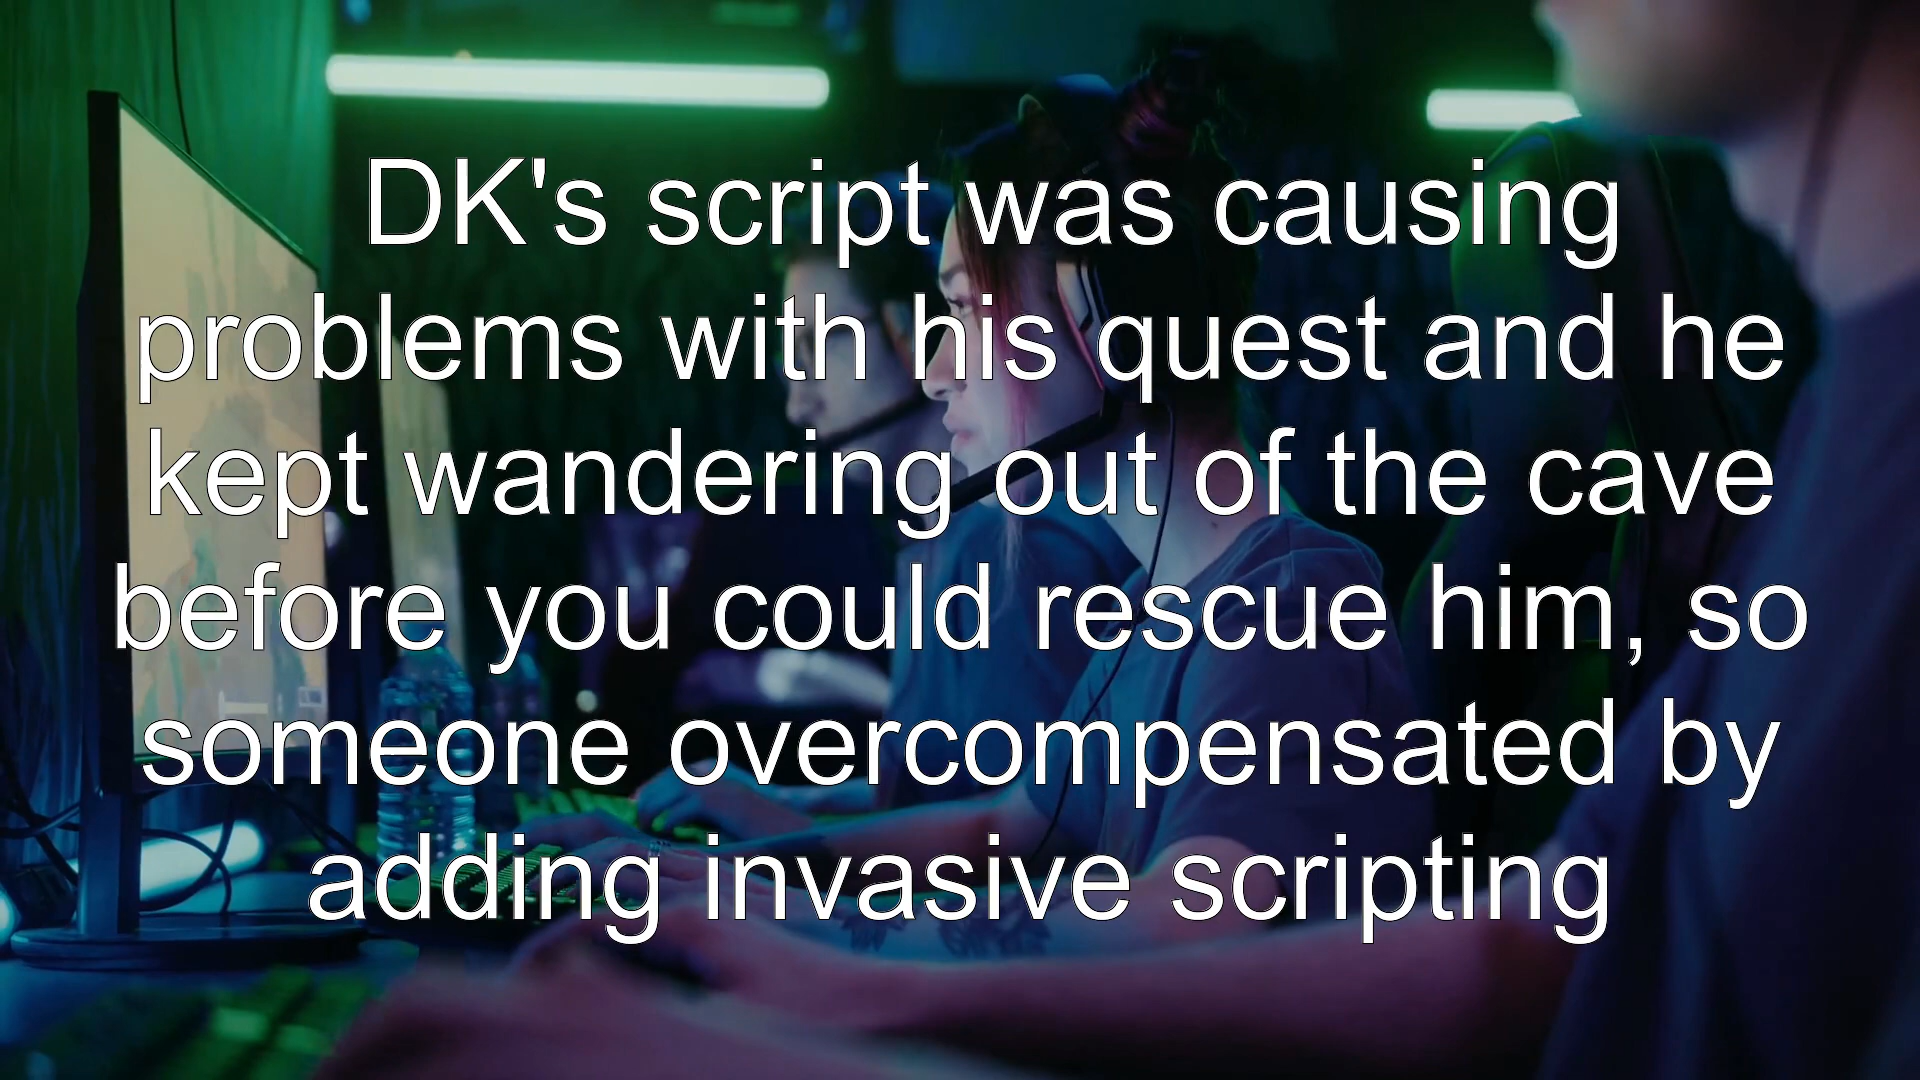 DK's script was causing
problems with his quest and he
kept wandering out of the cave
before you could rescue him, so
someone overcompensated by
adding invasive scripting